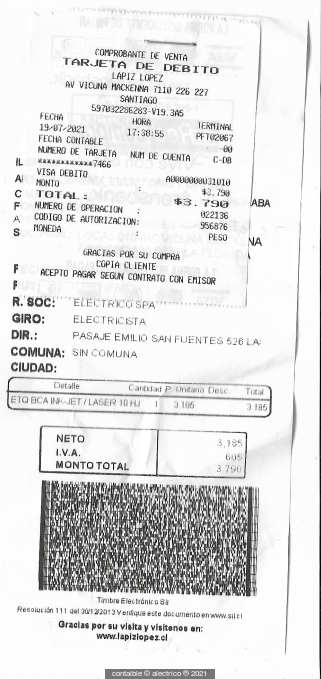 COMPROBANTE DE VENTA
TARJETA DE DEBITO
LAPIZ LOPEZ
AV VICUNA MACKENNA 7110 226 227
SANTIAGO
597032286283-V19.3A5
FECHA HORA TERMINAL
19/07/2021 17:38:55 PFT02067
FECHA CONTABLE -00
NUMERO DE TARJETA NUM DE CUENTA C-DB
************7466
VISA DEBITO A0000000031010
MONTO : $3.790
TOTAL: $3.790
NUMERO DE OPERACION : 022136
CODIGO DE AUTORIZACION: 956876
MONEDA : PESO
GRACIAS POR SU COMPRA
COPIA CLIENTE
ACEPTO PAGAR SEGUN CONTRATO CON EMISOR
R. SOC: ELECTRICO SPA
GIRO: ELECTRICISTA
DIR.: PASAJE EMILIO SAN FUENTES 526 LA
COMUNA: SIN COMUNA
CIUDAD:
Detalle Cantidad P. Unitario Desc. Total
ETQ BCA INK-JET / LASER 10 HJ 1 3.185 3.185
NETO 3.185
I.V.A. 605
MONTO TOTAL 3.790
Timbre Electrónico SII
Resolución 111 del 30/12/2013 Verifique este documento en www.sii.cl
Gracias por su visita y visitenos en:
www.lapizlopez.cl
contaible © alectrico ® 2021